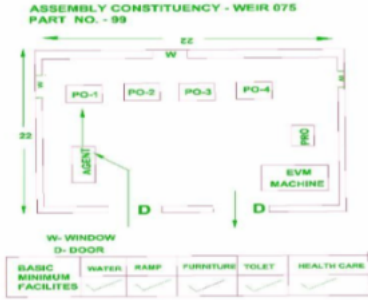 ASSEMBLY CONSTITUENCY - WEIR 075
PART NO. - 99
22
W
PO-1
PO-2
PO-3
PO-4
22
AGENT
PRO
EVM
MACHINE
D
D
W- WINDOW
D- DOOR
BASIC
MINIMUM
FACILITES
WATER
RAMP
FURNITURE
TOLET
HEALTH CARE